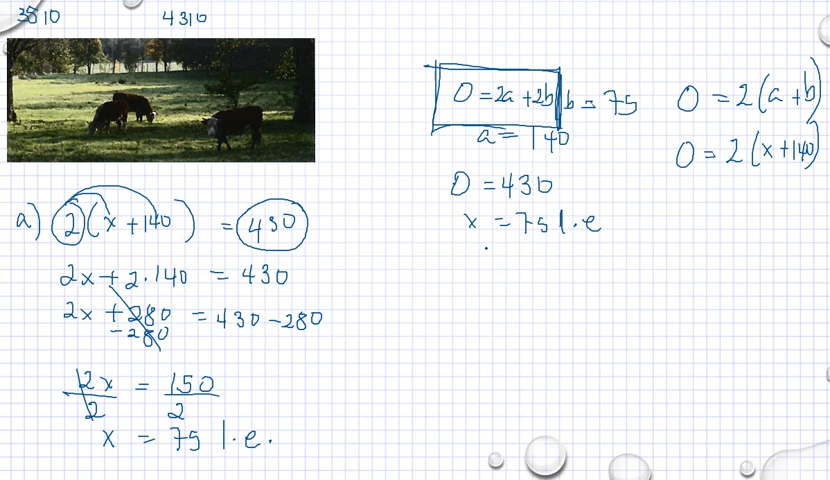 3510 4310
O = 2a + 2b b = 75
a = 140
O = 2(a + b)
O = 2(x + 140)
O = 430
x = 75 l.e
a) 2(x + 140) = 430
2x + 2·140 = 430
2x + 280 = 430 - 280
- 280
2x = 150
2 2
x = 75 l.e.